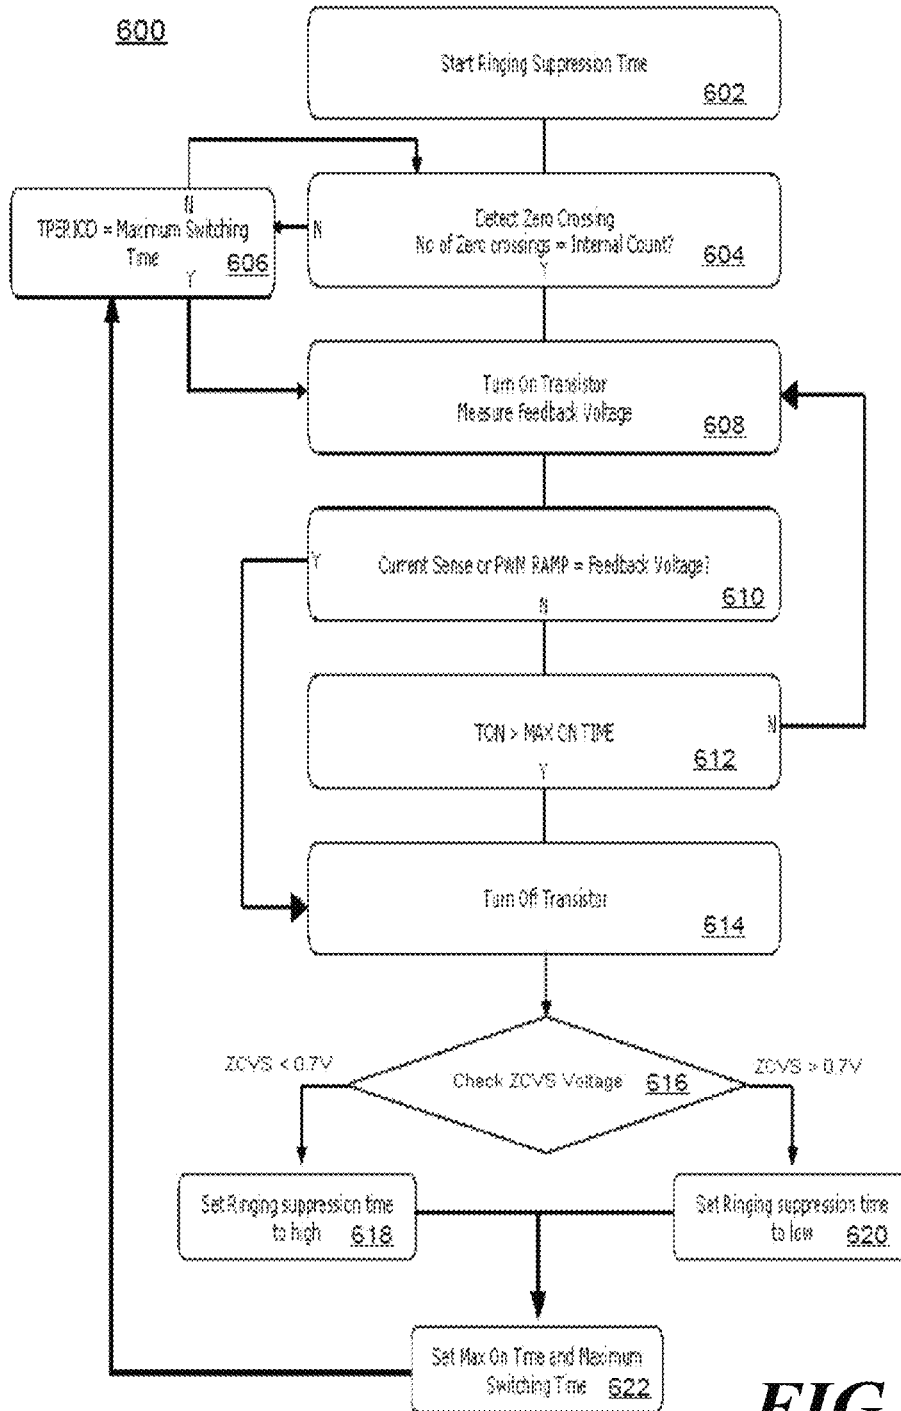 600
Start Ringing Suppression Time
602
N
TPERIOD = Maximum Switching
Time
606
Y
N
Detect Zero Crossing
No of Zero crossings = Internal Count?
Y
604
Turn On Transistor
Measure Feedback Voltage
608
Y
Current Sense or PWM RAMP = Feedback Voltage?
610
N
TON > MAX ON TIME
N
612
Y
Turn Off Transistor
614
ZCVS < 0.7V
Check ZCVS Voltage 616
ZCVS > 0.7V
Set Ringing suppression time
to high 618
Set Ringing suppression time
to low 620
Set Max On Time and Maximum
Switching Time 622
FIG